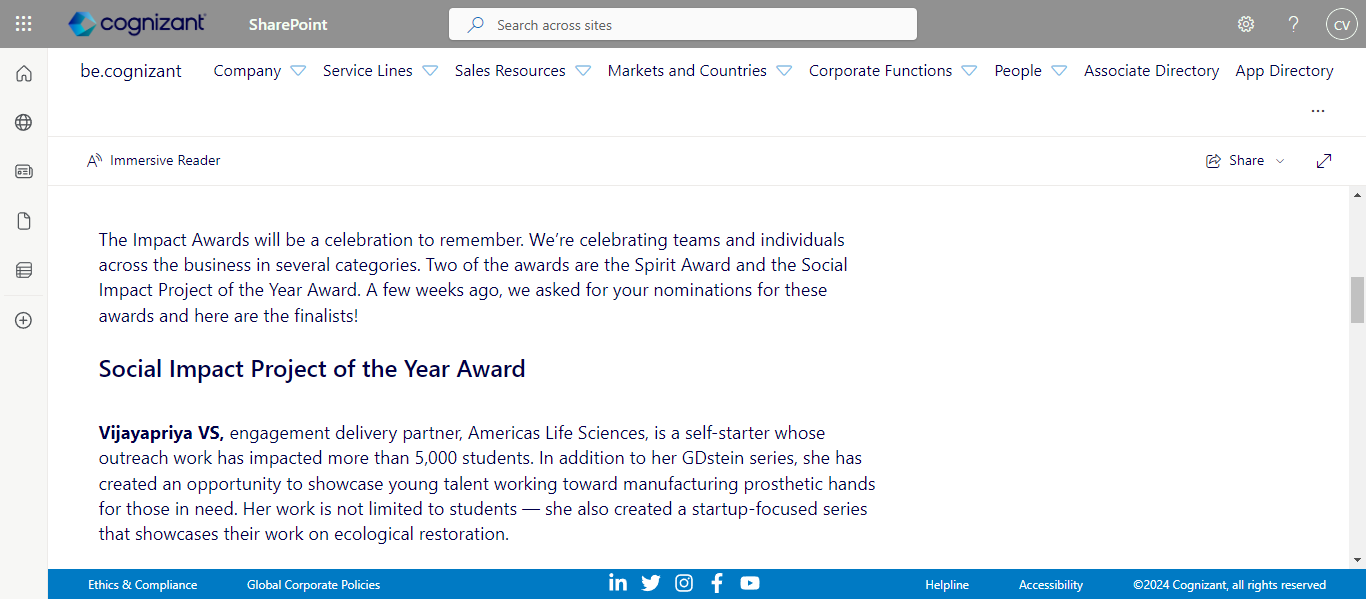 cognizant SharePoint Search across sites ? CV
be.cognizant Company Service Lines Sales Resources Markets and Countries Corporate Functions People Associate Directory App Directory
...
Immersive Reader Share
The Impact Awards will be a celebration to remember. We're celebrating teams and individuals
across the business in several categories. Two of the awards are the Spirit Award and the Social
Impact Project of the Year Award. A few weeks ago, we asked for your nominations for these
awards and here are the finalists!
Social Impact Project of the Year Award
Vijayapriya VS, engagement delivery partner, Americas Life Sciences, is a self-starter whose
outreach work has impacted more than 5,000 students. In addition to her GDstein series, she has
created an opportunity to showcase young talent working toward manufacturing prosthetic hands
for those in need. Her work is not limited to students — she also created a startup-focused series
that showcases their work on ecological restoration.
Ethics & Compliance Global Corporate Policies Helpline Accessibility ©2024 Cognizant, all rights reserved